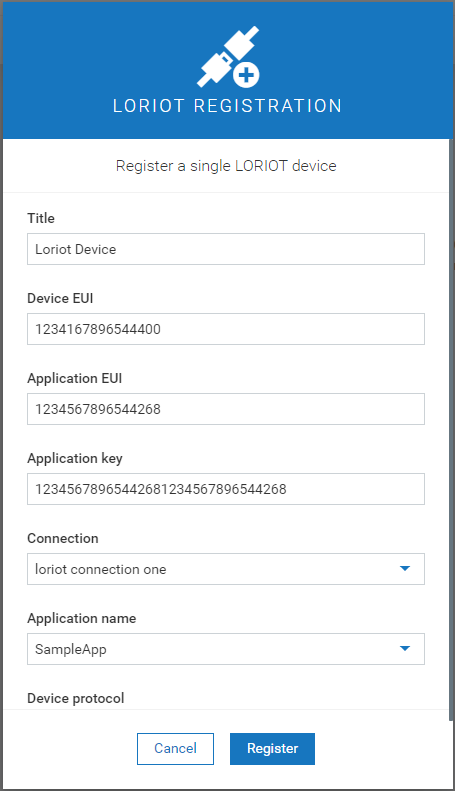 LORIOT REGISTRATION
Register a single LORIOT device
Title
Loriot Device
Device EUI
1234167896544400
Application EUI
1234567896544268
Application key
12345678965442681234567896544268
Connection
loriot connection one
Application name
SampleApp
Device protocol
Cancel
Register